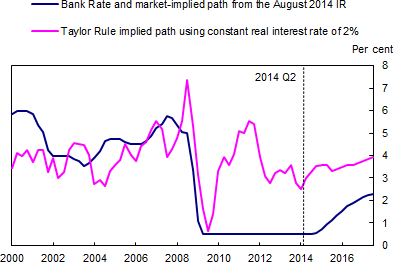 Bank Rate and market-implied path from the August 2014 IR
Taylor Rule implied path using constant real interest rate of 2%
Per cent
2014 Q2
8
7
6
5
4
3
2
1
0
2000 2002 2004 2006 2008 2010 2012 2014 2016